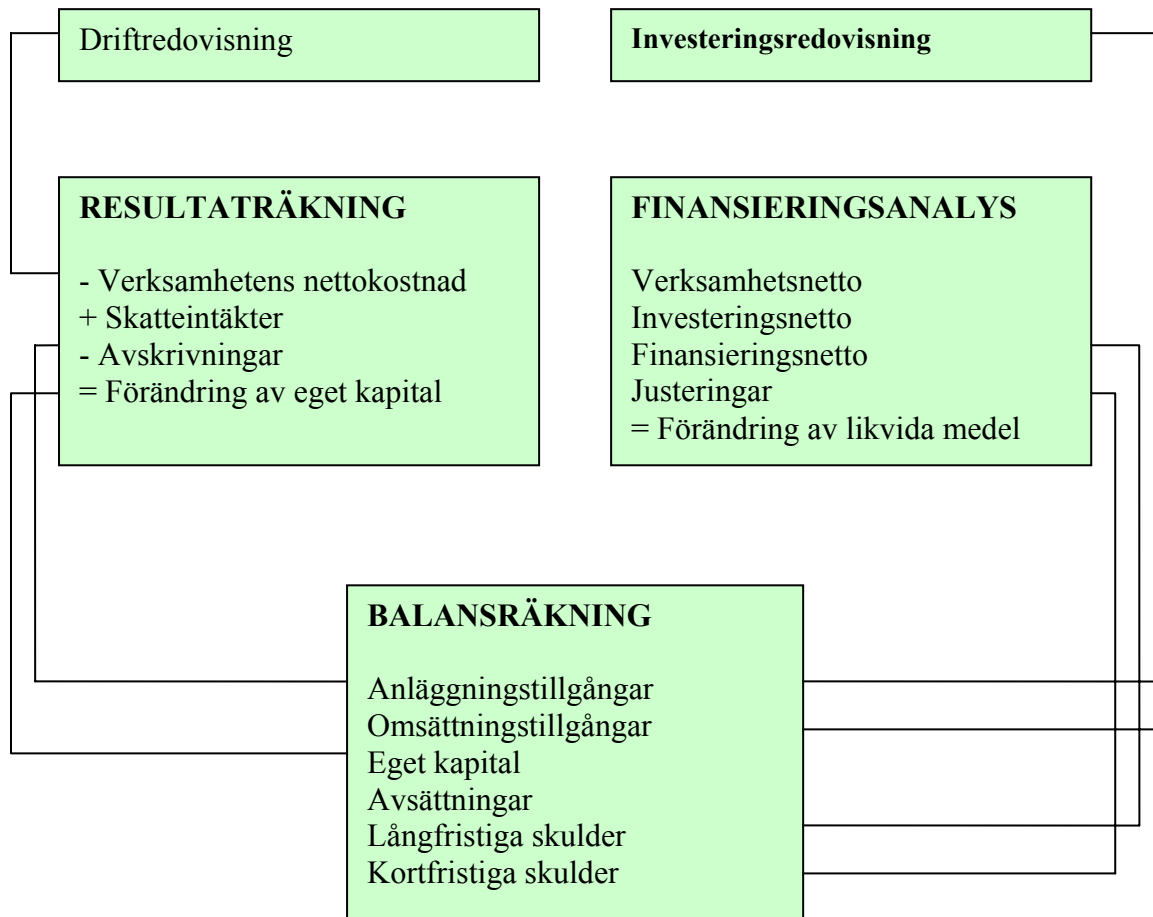 Driftredovisning
Investeringsredovisning
RESULTATRÄKNING
- Verksamhetens nettokostnad
+ Skatteintäkter
- Avskrivningar
= Förändring av eget kapital
FINANSIERINGSANALYS
Verksamhetsnetto
Investeringsnetto
Finansieringsnetto
Justeringar
= Förändring av likvida medel
BALANSRÄKNING
Anläggningstillgångar
Omsättningstillgångar
Eget kapital
Avsättningar
Långfristiga skulder
Kortfristiga skulder